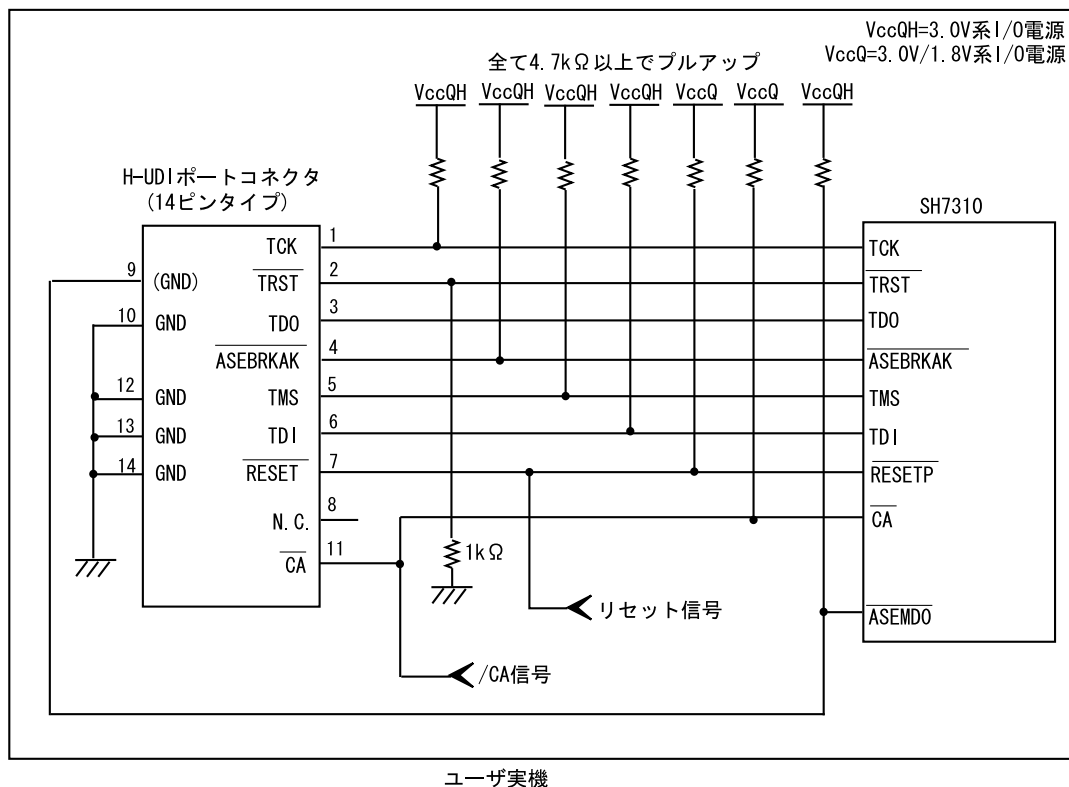 VccQH=3.0V系I/O電源
VccQ=3.0V/1.8V系I/O電源
全て4.7kΩ以上でプルアップ
VccQH VccQH VccQH VccQH VccQ VccQ VccQH
H-UDIポートコネクタ
(14ピンタイプ)
SH7310
TCK 1 TCK
9 (GND) TRST 2 TRST
10 GND TDO 3 TDO
ASEBRKAK 4 ASEBRKAK
12 GND TMS 5 TMS
13 GND TDI 6 TDI
14 GND RESET 7 RESETP
N.C. 8 CA
CA 11 1kΩ
リセット信号 ASEMD0
/CA信号
ユーザ実機